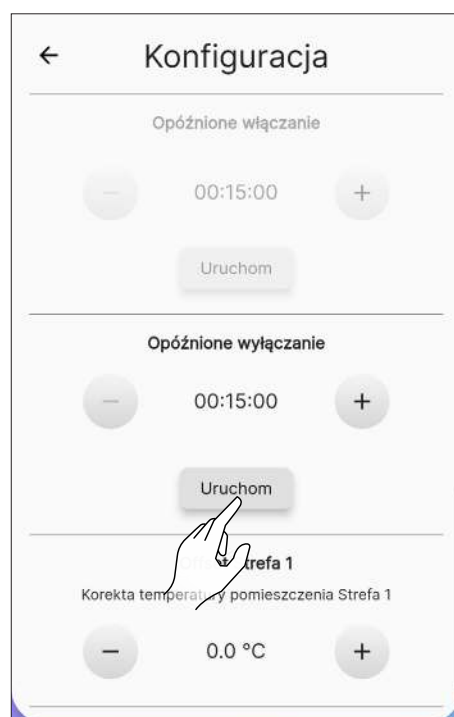 ← Konfiguracja
Opóźnione włączanie
− 00:15:00 +
Uruchom
Opóźnione wyłączanie
− 00:15:00 +
Uruchom
Strefa 1
Korekta temperatury pomieszczenia Strefa 1
− 0.0 °C +